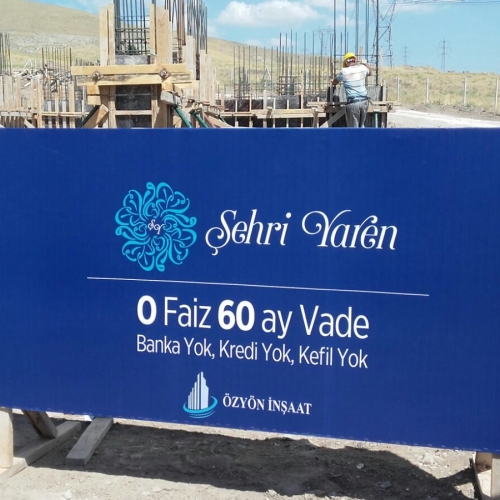 Şehri Yaren
0 Faiz 60 ay Vade
Banka Yok, Kredi Yok, Kefil Yok
ÖZYÖN İNŞAAT